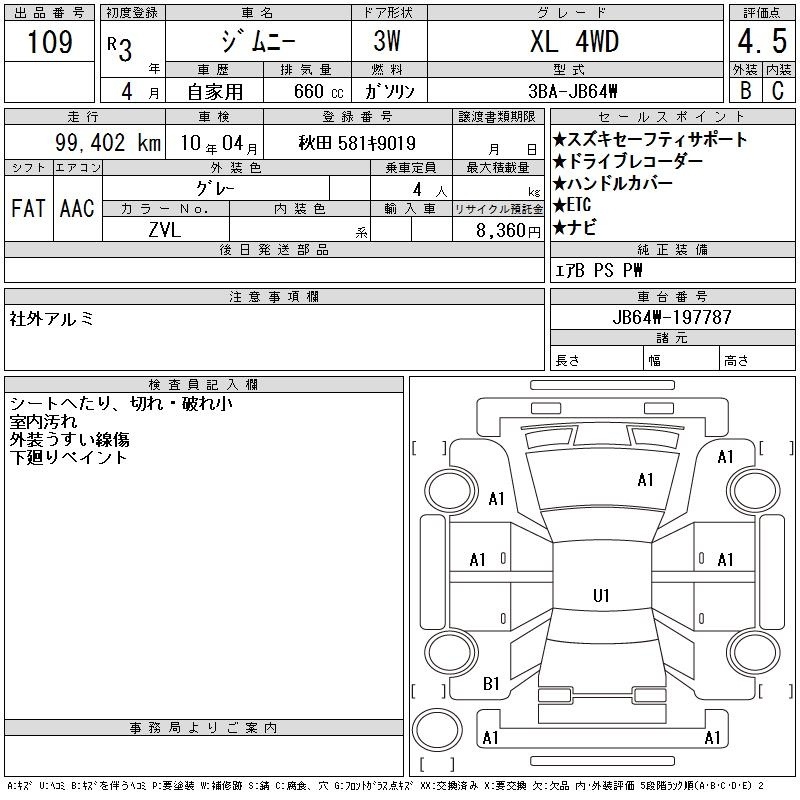 出品番号 初度登録 車名 ドア形状 グレード 評価点
109 R3年 ジムニー 3W XL 4WD 4.5
車歴 排気量 燃料 型式 外装 内装
4月 自家用 660 cc ガソリン 3BA-JB64W B C
走行 車検 登録番号 譲渡書類期限 セールスポイント
99,402 km 10年04月 秋田 581ｷ9019 月 日
★スズキセーフティサポート
★ドライブレコーダー
★ハンドルカバー
★ETC
★ナビ
シフト エアコン 外装色 乗車定員 最大積載量
FAT AAC グレー 4人 kg
カラーNo. 内装色 輸入車 リサイクル預託金
ZVL 系 8,360円
後日発送部品 純正装備
エアB PS PW
注意事項欄 車台番号
社外アルミ JB64W-197787
諸元
長さ 幅 高さ
検査員記入欄
シートへたり、切れ・破れ小
室内汚れ
外装うすい線傷
下廻りペイント
事務局よりご案内
A1
A1
A1
A1
A1
U1
B1
A1
A1
A:ｷｽﾞ U:ﾍｺﾐ B:ｷｽﾞを伴うﾍｺﾐ P:要塗装 W:補修跡 S:錆 C:腐食、穴 G:ﾌﾛﾝﾄｶﾞﾗｽ点ｷｽﾞ XX:交換済み X:要交換 欠:欠品 内･外装評価 5段階ﾗﾝｸ順(A･B･C･D･E) 2